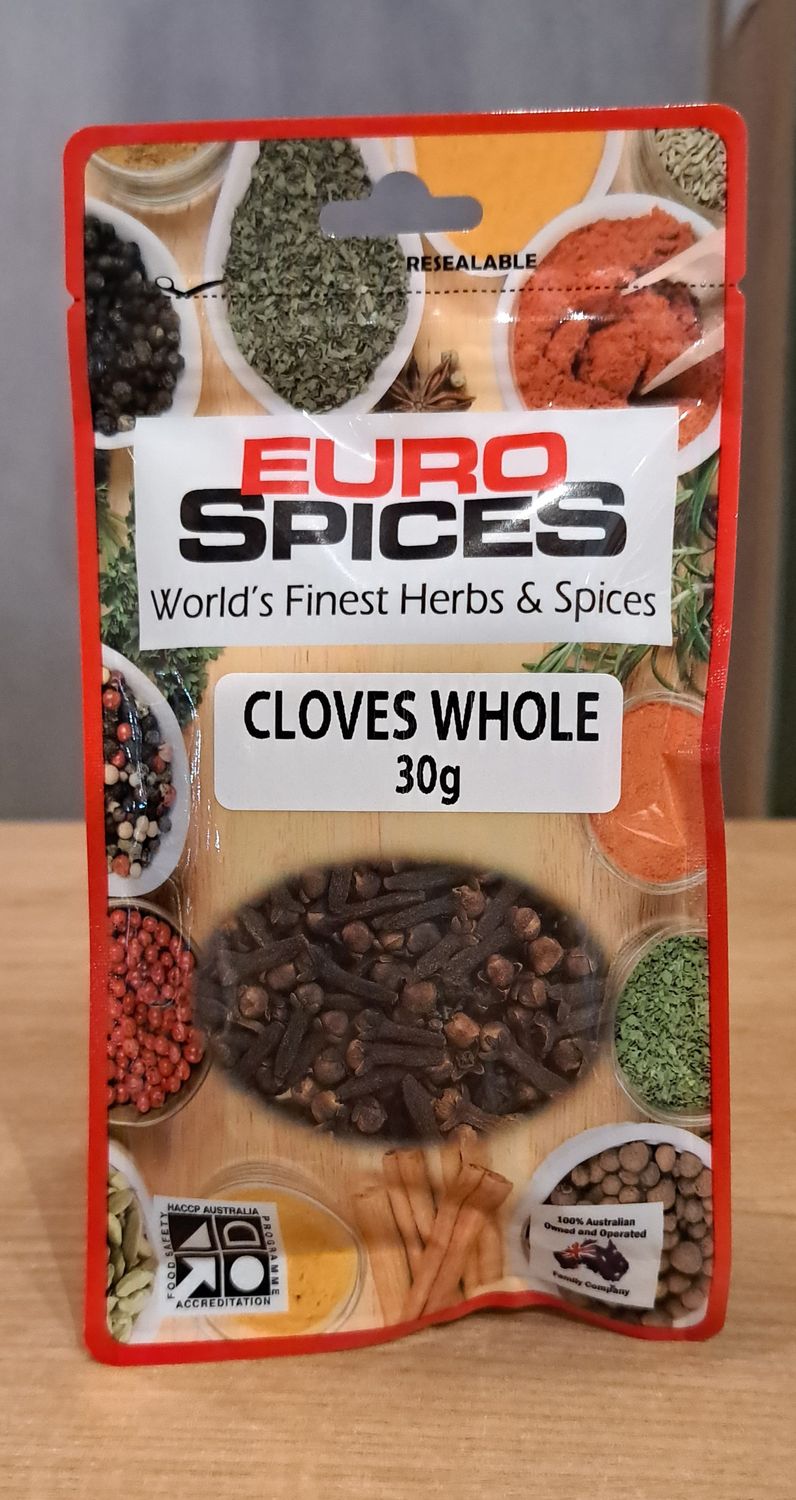 RESEALABLE
EURO
SPICES
World's Finest Herbs & Spices
CLOVES WHOLE
30g
HACCP AUSTRALIA
FOOD SAFETY
PROGRAMME
ACCREDITATION
100% Australian
Owned and Operated
Family Company